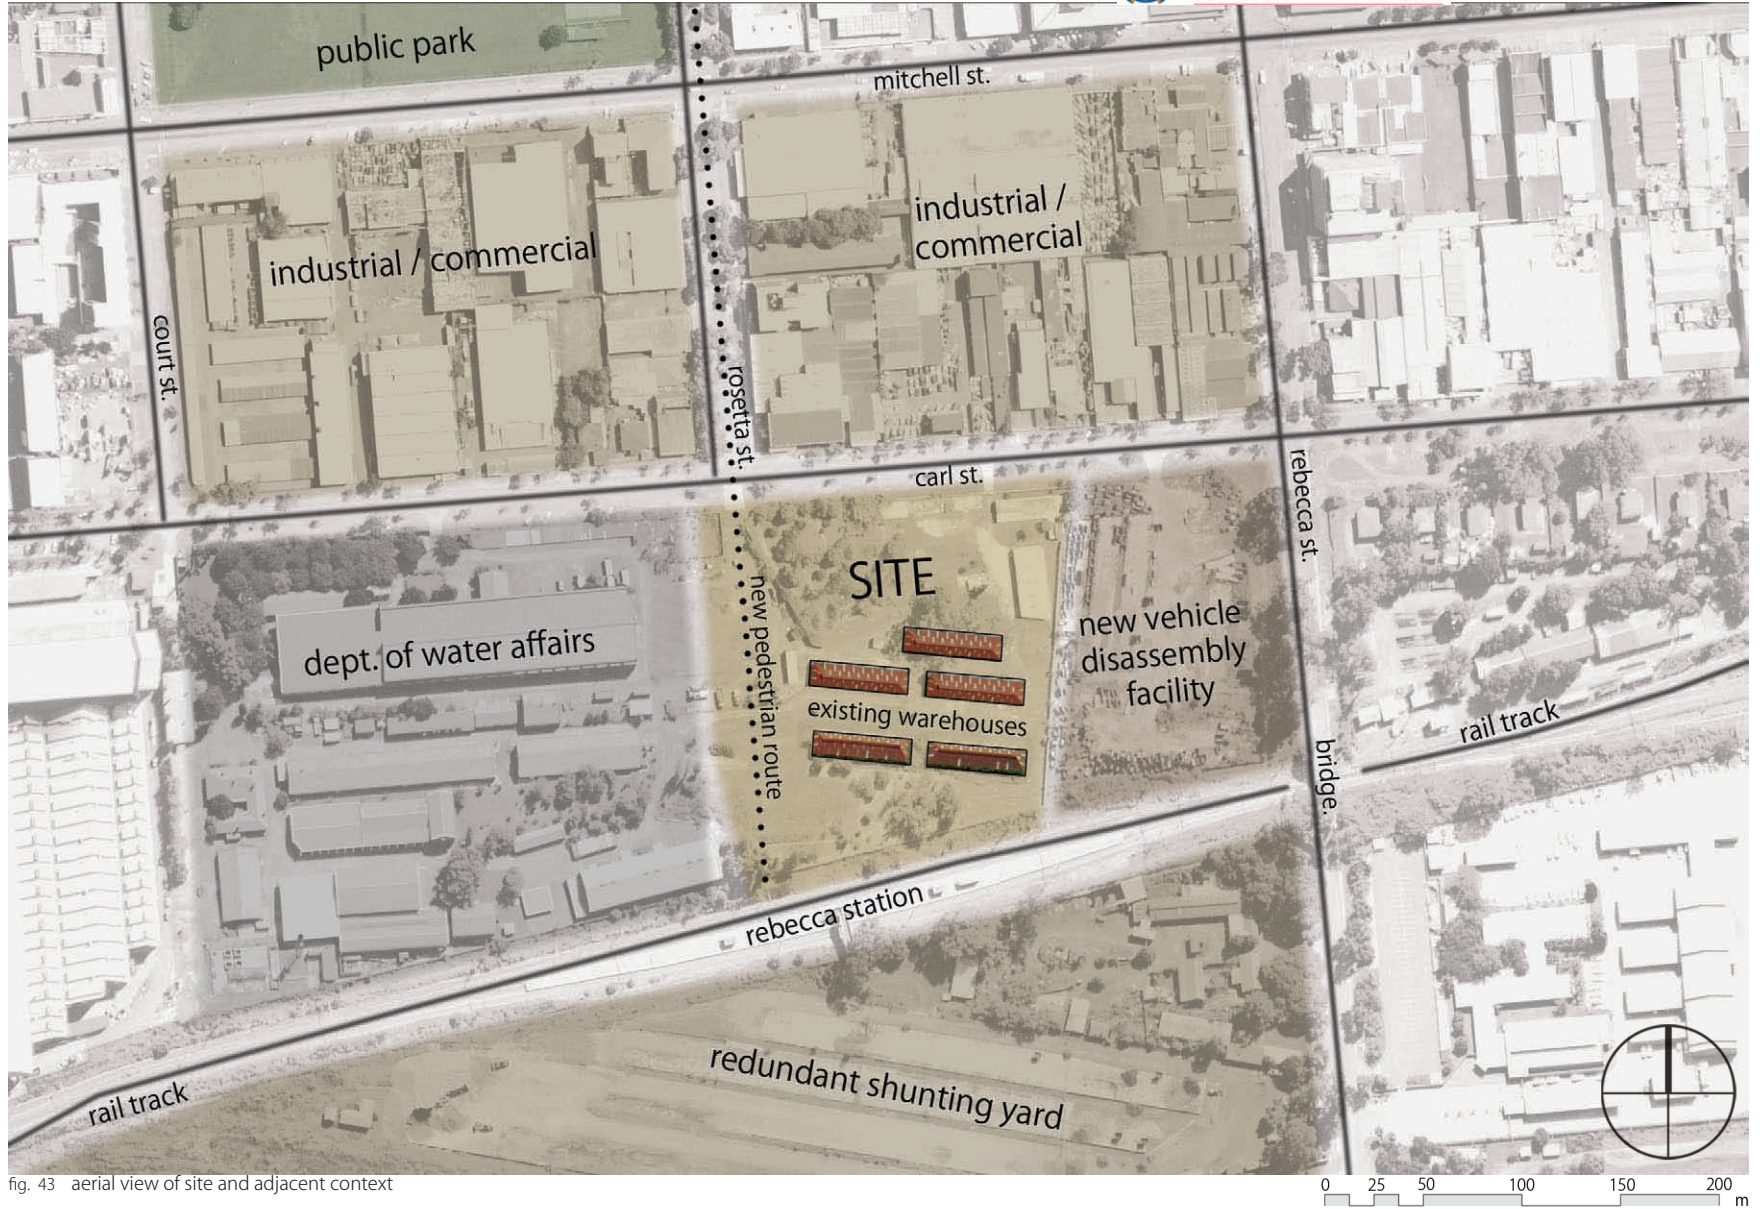 public park
mitchell st.
industrial / commercial
industrial /
commercial
court st.
rosetta st.
carl st.
rebecca st.
SITE
new pedestrian route
dept. of water affairs
new vehicle
disassembly
facility
existing warehouses
rail track
bridge.
rebecca station
redundant shunting yard
rail track
fig. 43 aerial view of site and adjacent context
0 25 50 100 150 200
m